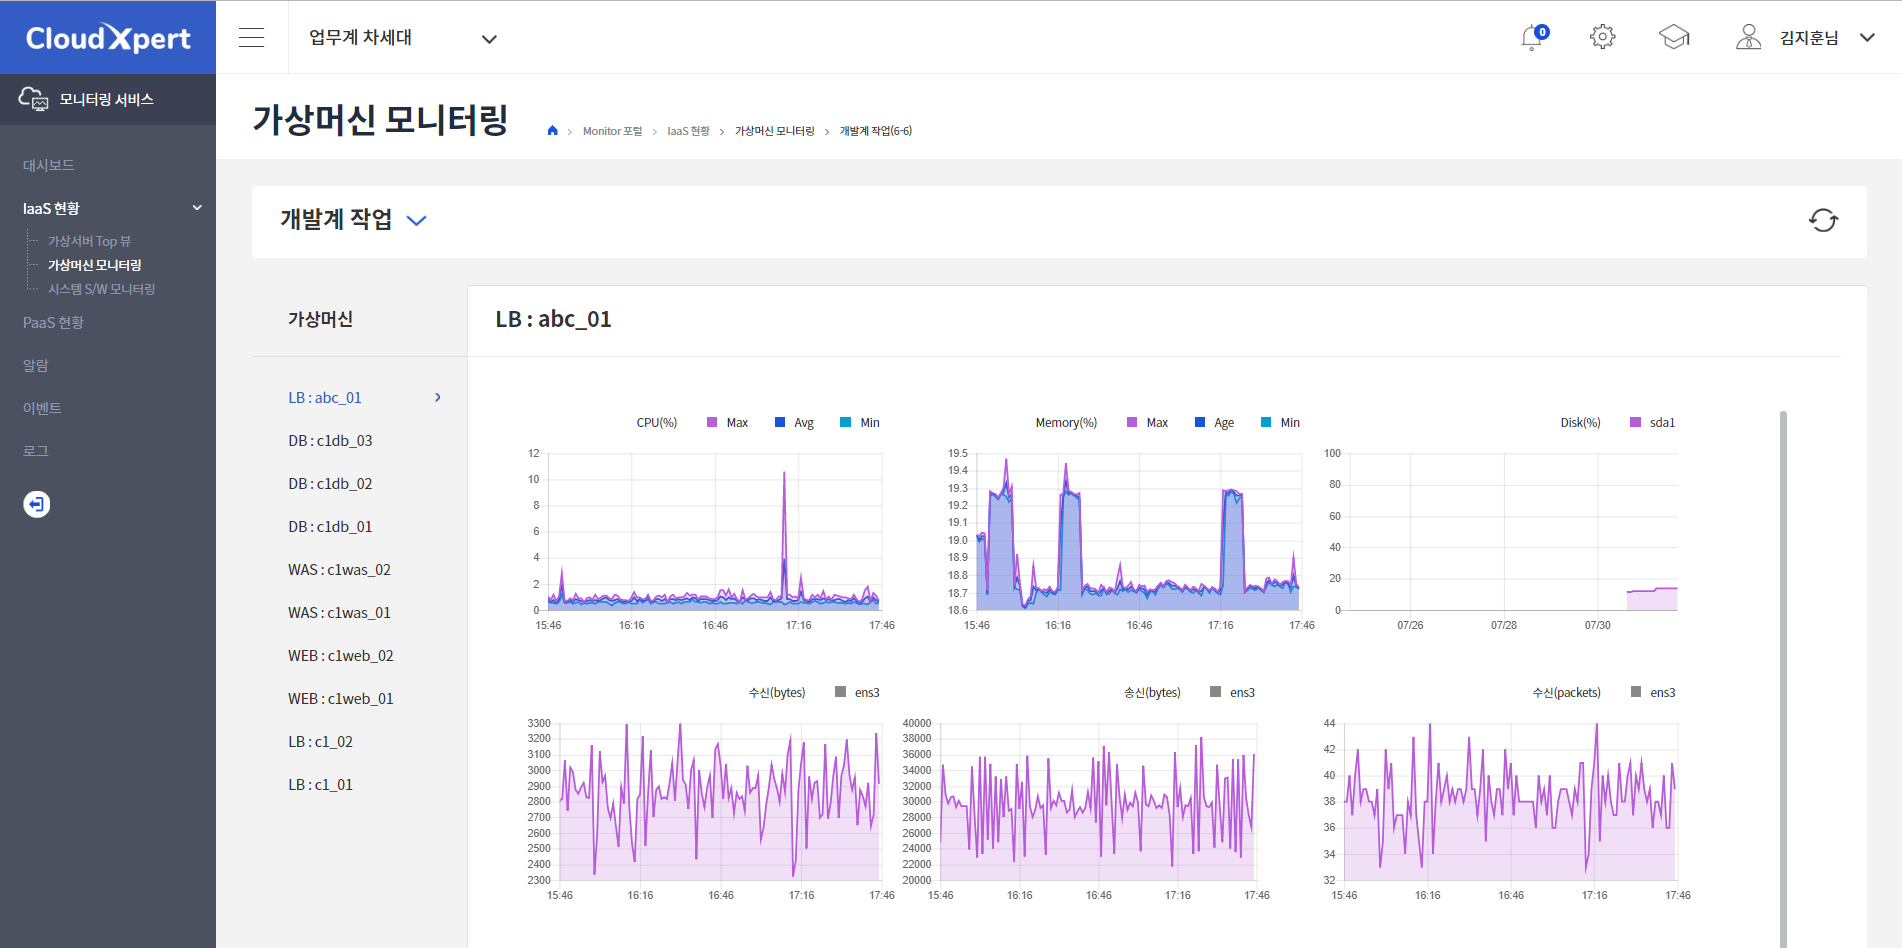 CloudXpert
업무계 차세대
0
김지훈님
모니터링 서비스
대시보드
IaaS 현황
가상서버 Top 뷰
가상머신 모니터링
시스템 S/W 모니터링
PaaS 현황
알람
이벤트
로그
가상머신 모니터링
Monitor 포털 > IaaS 현황 > 가상머신 모니터링 > 개발계 작업(6-6)
개발계 작업
가상머신
LB : abc_01
DB : c1db_03
DB : c1db_02
DB : c1db_01
WAS : c1was_02
WAS : c1was_01
WEB : c1web_02
WEB : c1web_01
LB : c1_02
LB : c1_01
LB : abc_01
CPU(%) Max Avg Min
12
10
8
6
4
2
0
15:46 16:16 16:46 17:16 17:46
Memory(%) Max Age Min
19.5
19.4
19.3
19.2
19.1
19.0
18.9
18.8
18.7
18.6
15:46 16:16 16:46 17:16 17:46
Disk(%) sda1
100
80
60
40
20
0
07/26 07/28 07/30
수신(bytes) ens3
3300
3200
3100
3000
2900
2800
2700
2600
2500
2400
2300
15:46 16:16 16:46 17:16 17:46
송신(bytes) ens3
40000
38000
36000
34000
32000
30000
28000
26000
24000
22000
20000
15:46 16:16 16:46 17:16 17:46
수신(packets) ens3
44
42
40
38
36
34
32
15:46 16:16 16:46 17:16 17:46